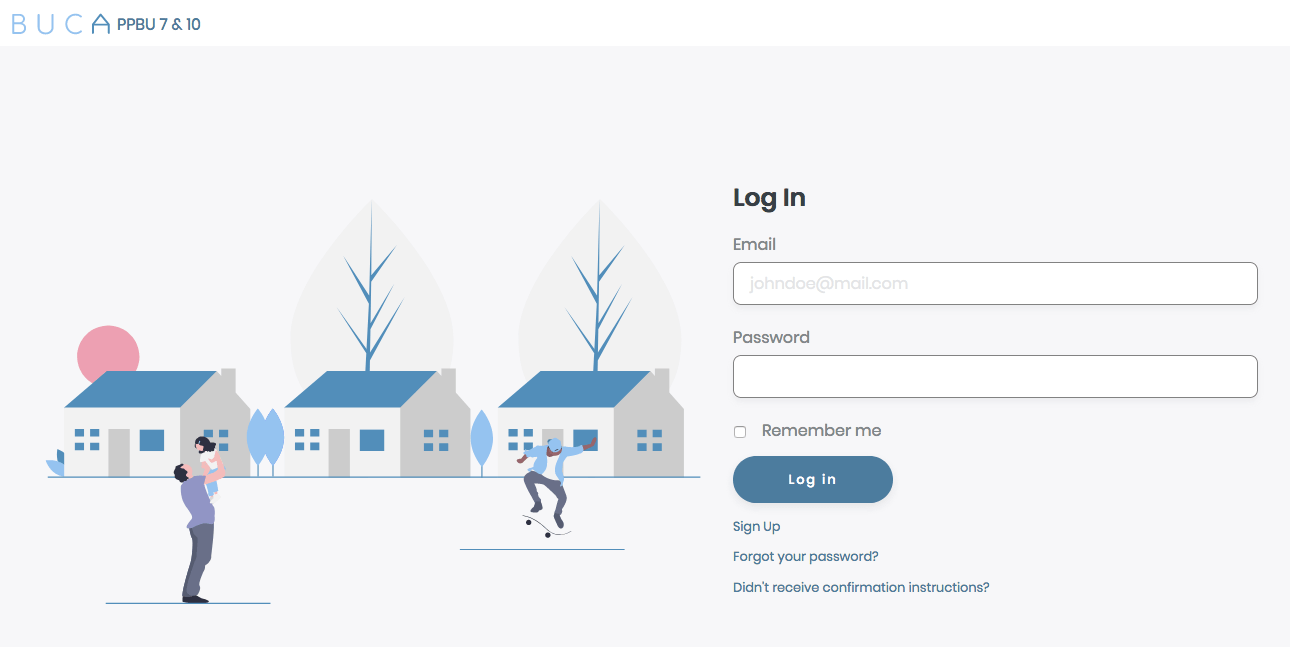 BUCA PPBU 7 & 10
Log In
Email
johndoe@mail.com
Password
Remember me
Log in
Sign Up
Forgot your password?
Didn't receive confirmation instructions?